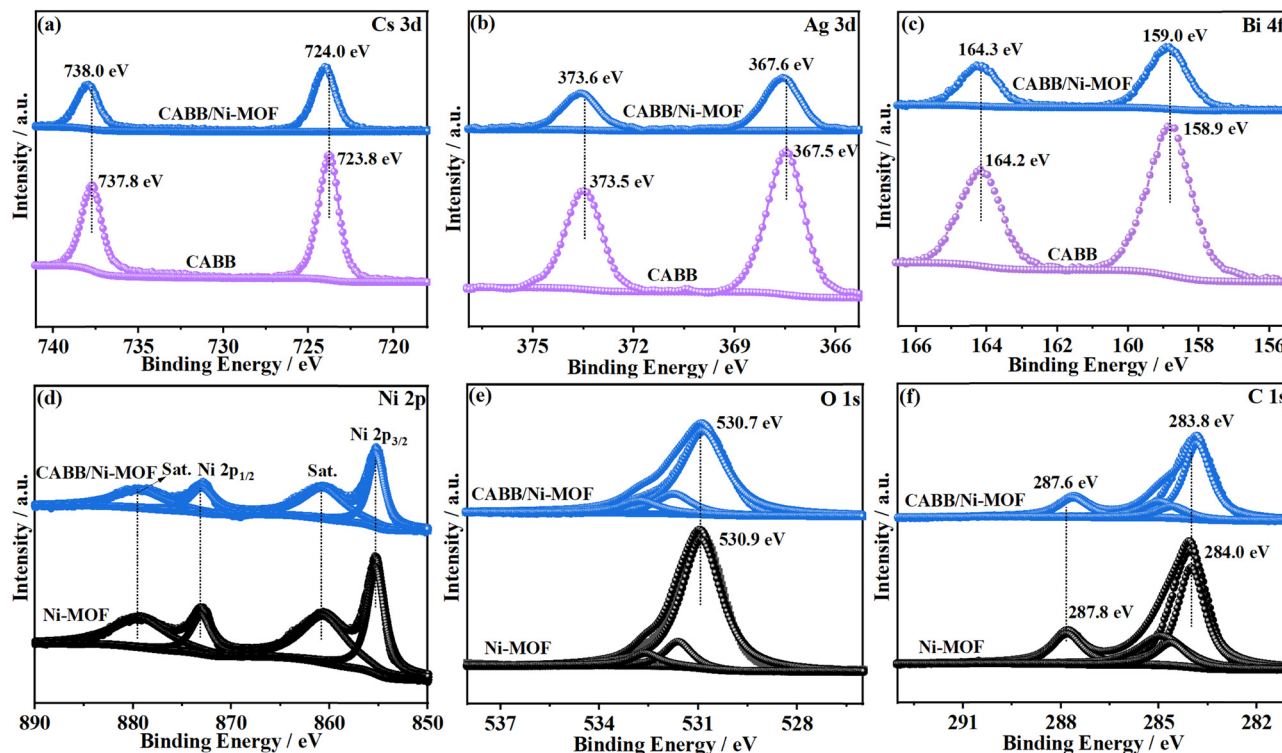 (a)
Cs 3d
724.0 eV
738.0 eV
CABB/Ni-MOF
723.8 eV
737.8 eV
CABB
Intensity / a.u.
740 735 730 725 720
Binding Energy / eV
(b)
Ag 3d
373.6 eV
367.6 eV
CABB/Ni-MOF
367.5 eV
373.5 eV
CABB
Intensity / a.u.
375 372 369 366
Binding Energy / eV
(c)
Bi 4f
159.0 eV
164.3 eV
CABB/Ni-MOF
158.9 eV
164.2 eV
CABB
Intensity / a.u.
166 164 162 160 158 156
Binding Energy / eV
(d)
Ni 2p
Ni 2p3/2
CABB/Ni-MOF
Sat.
Ni 2p1/2
Sat.
Ni-MOF
Intensity / a.u.
890 880 870 860 850
Binding Energy / eV
(e)
O 1s
530.7 eV
CABB/Ni-MOF
530.9 eV
Ni-MOF
Intensity / a.u.
537 534 531 528
Binding Energy / eV
(f)
C 1s
283.8 eV
287.6 eV
CABB/Ni-MOF
284.0 eV
287.8 eV
Ni-MOF
Intensity / a.u.
291 288 285 282
Binding Energy / eV